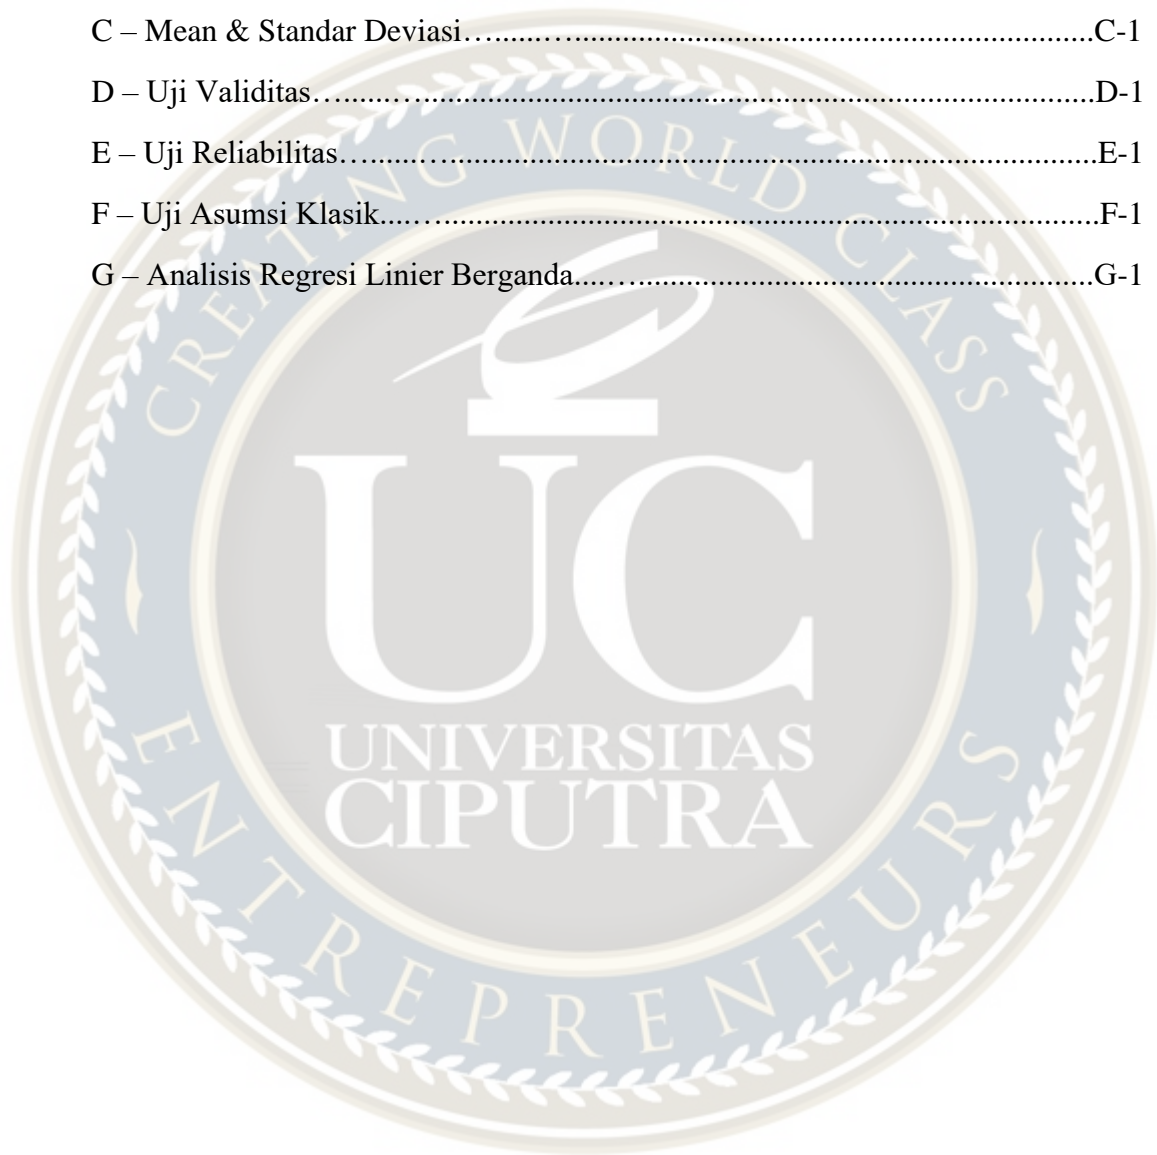 C – Mean & Standar Deviasi…......…...............................................................C-1
D – Uji Validitas….......…..................................................................................D-1
E – Uji Reliabilitas….......…..............................................................................E-1
F – Uji Asumsi Klasik...…..................................................................................F-1
G – Analisis Regresi Linier Berganda....….......................................................G-1
CREATING WORLD CLASS
UC
UNIVERSITAS
CIPUTRA
ENTREPRENEURS